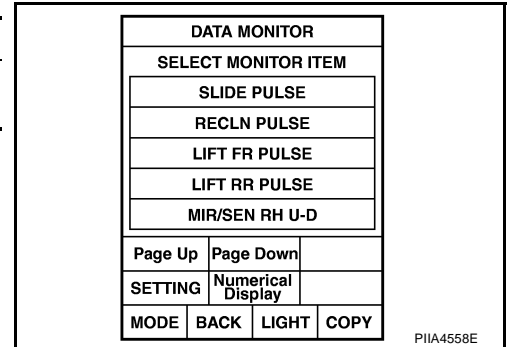 DATA MONITOR
SELECT MONITOR ITEM
SLIDE PULSE
RECLN PULSE
LIFT FR PULSE
LIFT RR PULSE
MIR/SEN RH U-D
Page Up Page Down
SETTING Numerical
Display
MODE BACK LIGHT COPY
PIIA4558E